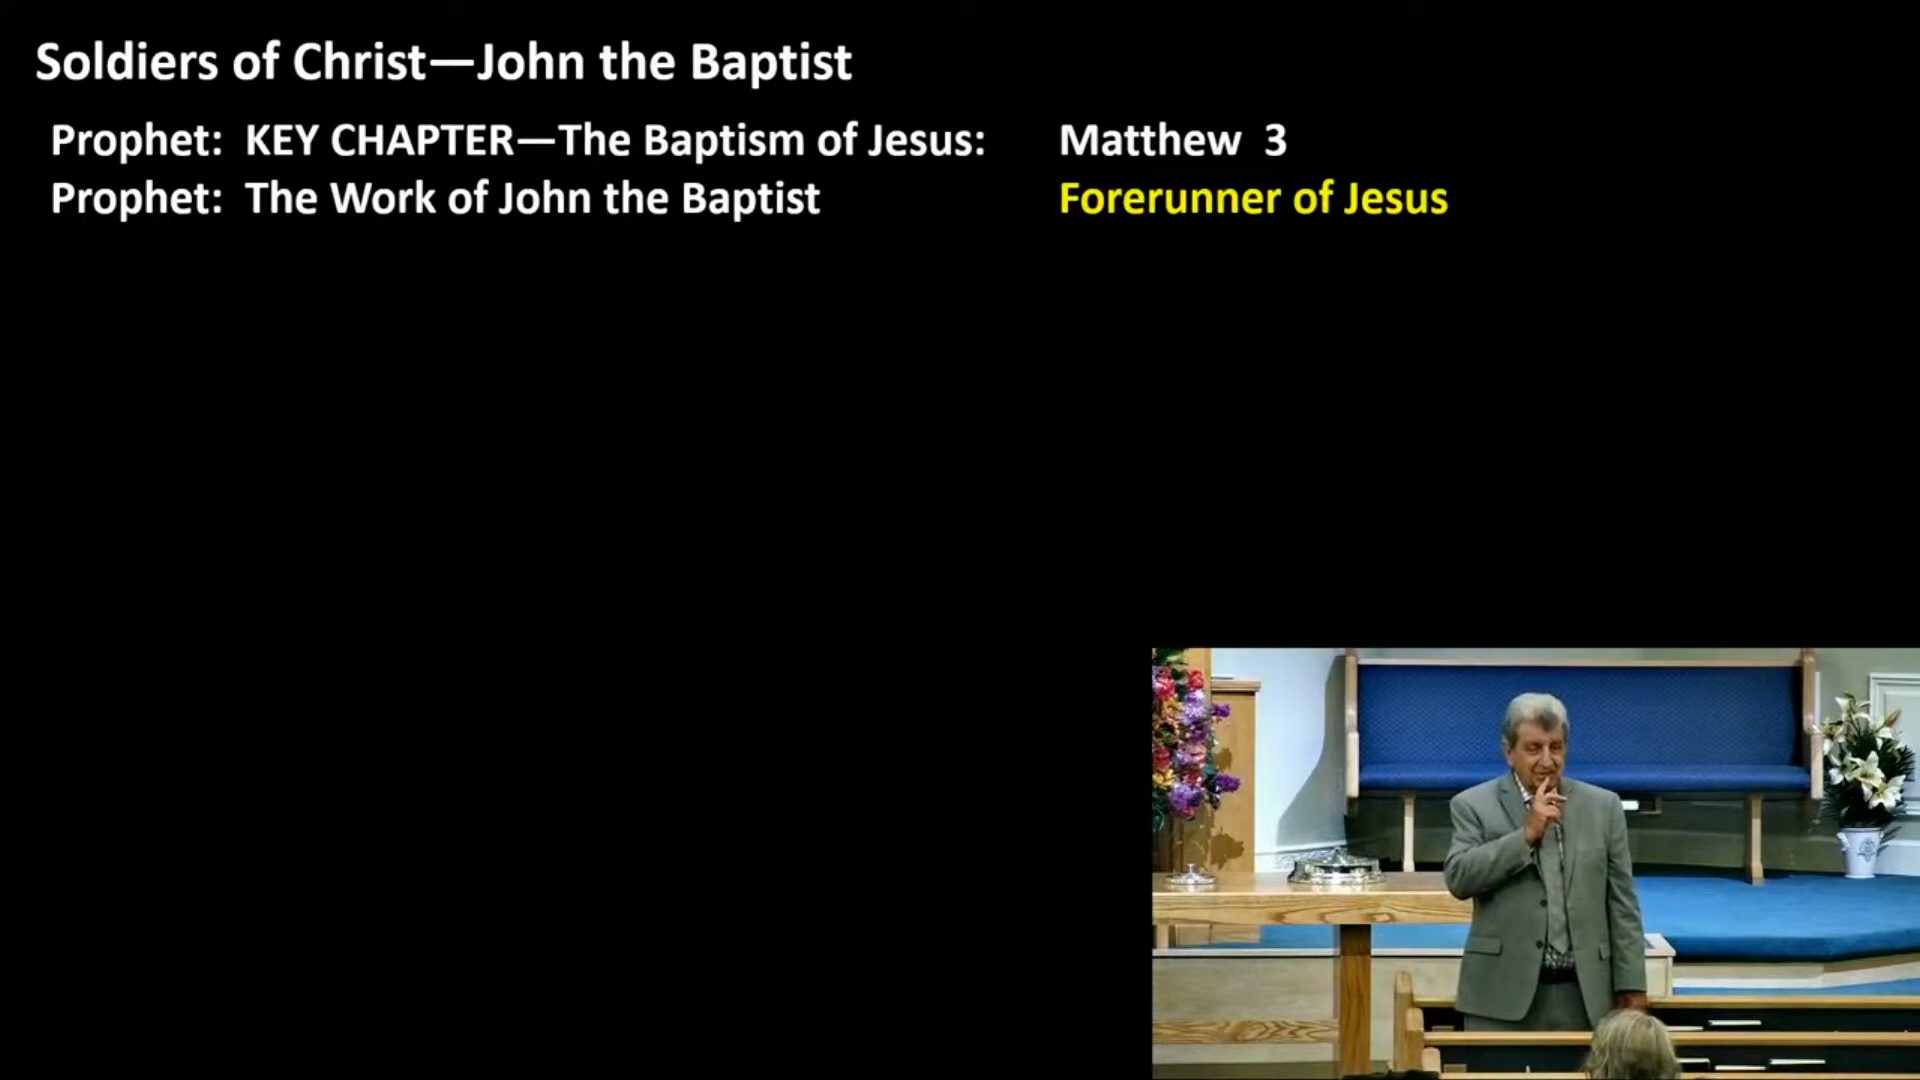 Soldiers of Christ—John the Baptist
Prophet: KEY CHAPTER—The Baptism of Jesus: Matthew 3
Prophet: The Work of John the Baptist Forerunner of Jesus